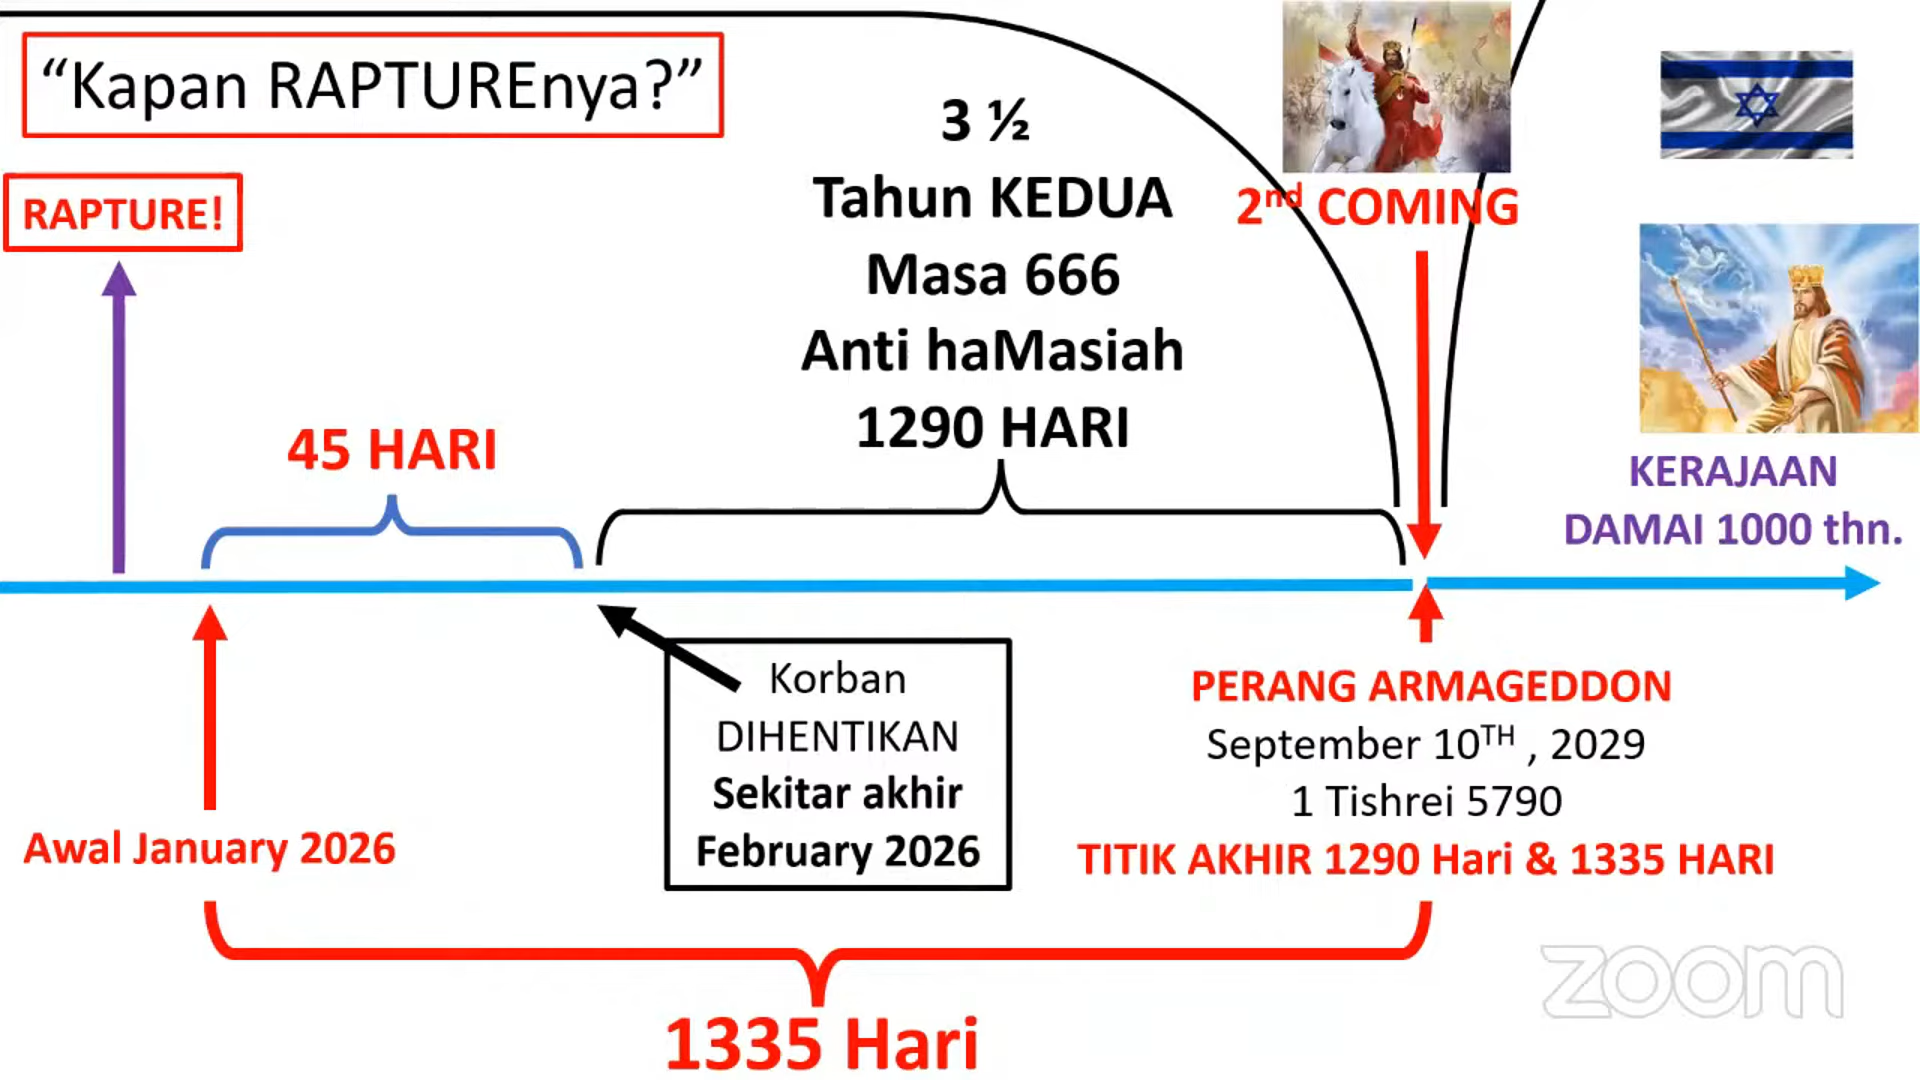 “Kapan RAPTUREnya?”
RAPTURE!
45 HARI
3 ½
Tahun KEDUA
Masa 666
Anti haMasiah
1290 HARI
2nd COMING
KERAJAAN
DAMAI 1000 thn.
Awal January 2026
Korban
DIHENTIKAN
Sekitar akhir
February 2026
PERANG ARMAGEDDON
September 10TH , 2029
1 Tishrei 5790
TITIK AKHIR 1290 Hari & 1335 HARI
1335 Hari
zoom